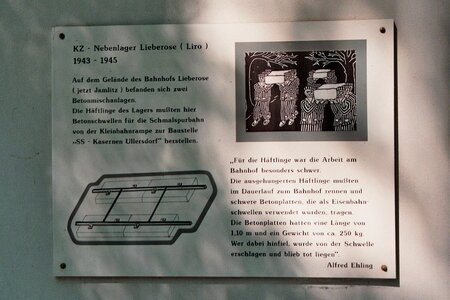 KZ - Nebenlager Lieberose ( Liro )
1943 - 1945
Auf dem Gelände des Bahnhofs Lieberose
( jetzt Jamlitz ) befanden sich zwei
Betonmischanlagen.
Die Häftlinge des Lagers mußten hier
Betonschwellen für die Schmalspurbahn
von der Kleinbahnrampe zur Baustelle
„SS - Kasernen Ullersdorf" herstellen.
„Für die Häftlinge war die Arbeit am
Bahnhof besonders schwer.
Die ausgehungerten Häftlinge mußten
im Dauerlauf zum Bahnhof rennen und
schwere Betonplatten, die als Eisenbahn-
schwellen verwendet wurden, tragen.
Die Betonplatten hatten eine Länge von
1,10 m und ein Gewicht von ca. 250 kg.
Wer dabei hinfiel, wurde von der Schwelle
erschlagen und blieb tot liegen"
Alfred Ehling